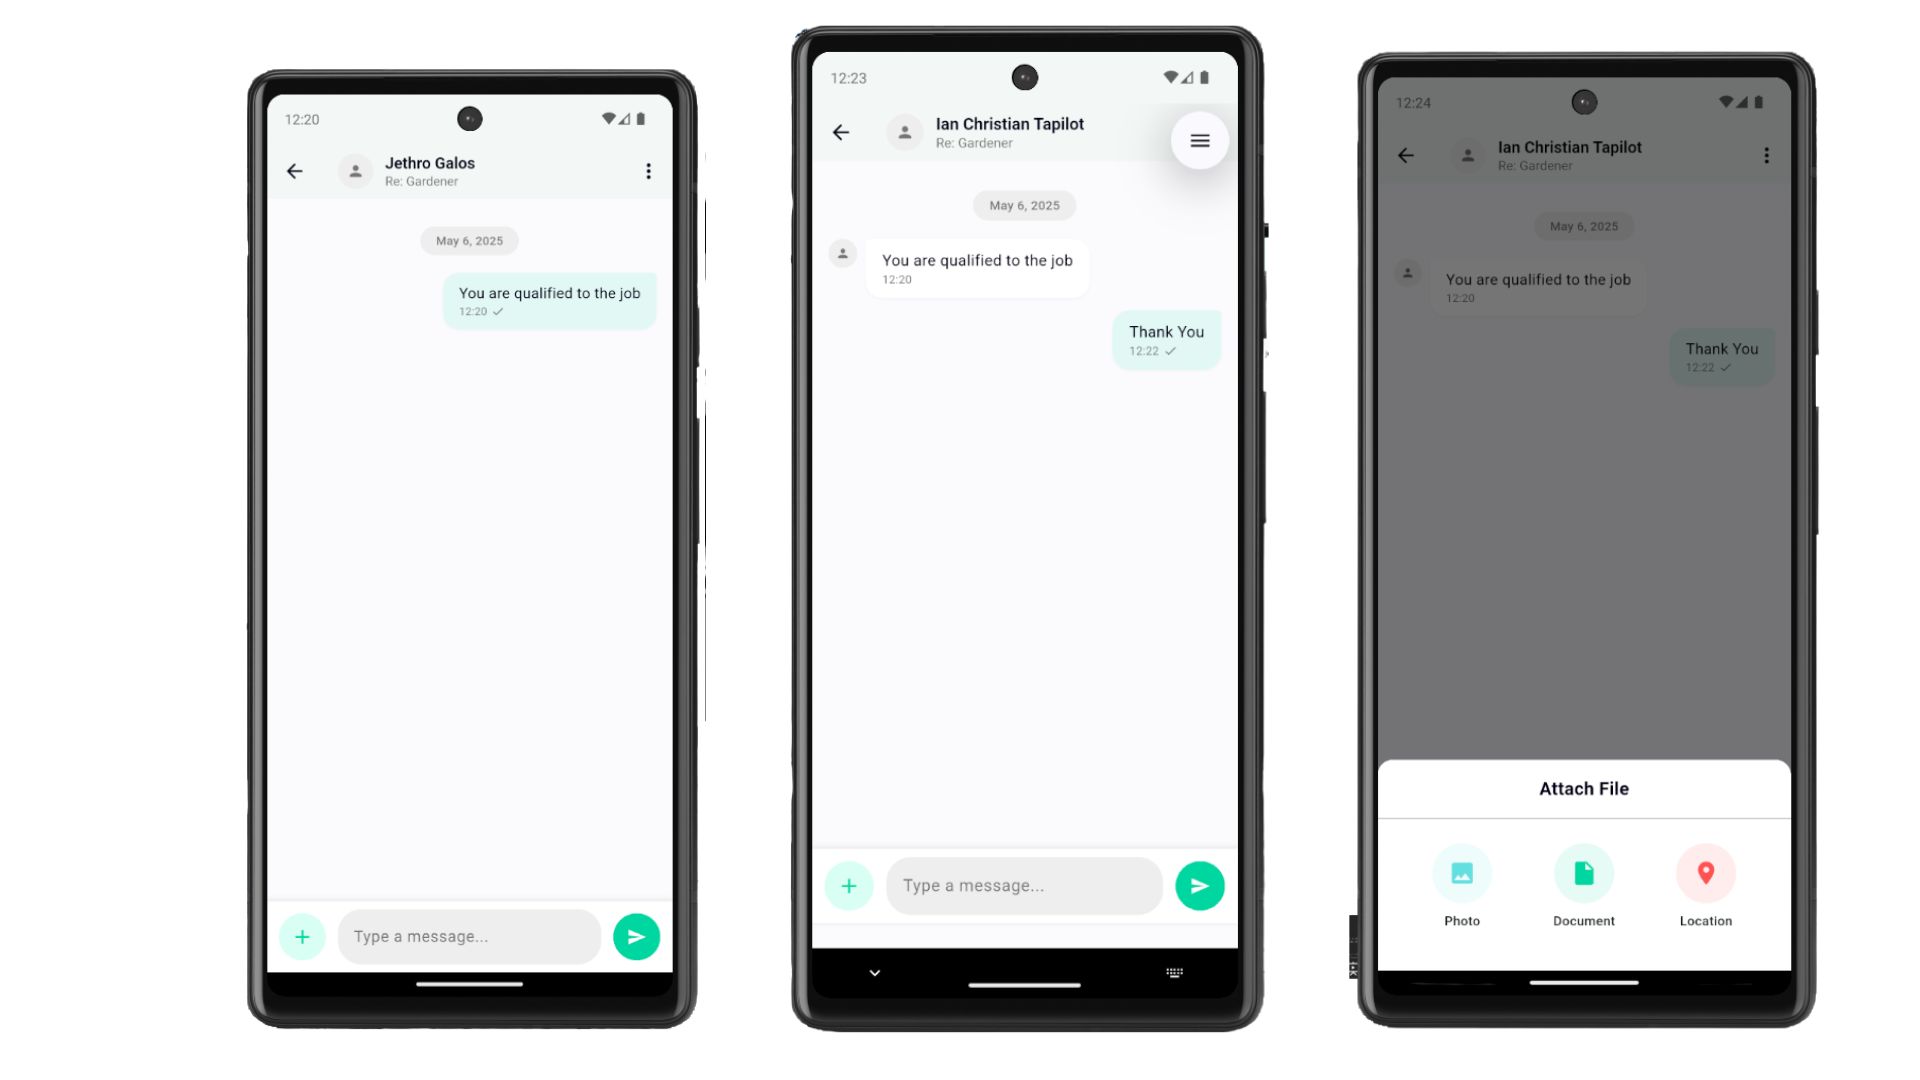 12:20
Jethro Galos
Re: Gardener
May 6, 2025
You are qualified to the job
12:20
Type a message...
12:23
Ian Christian Tapilot
Re: Gardener
May 6, 2025
You are qualified to the job
12:20
Thank You
12:22
Type a message...
12:24
Ian Christian Tapilot
Re: Gardener
May 6, 2025
You are qualified to the job
12:20
Thank You
12:22
Attach File
Photo Document Location